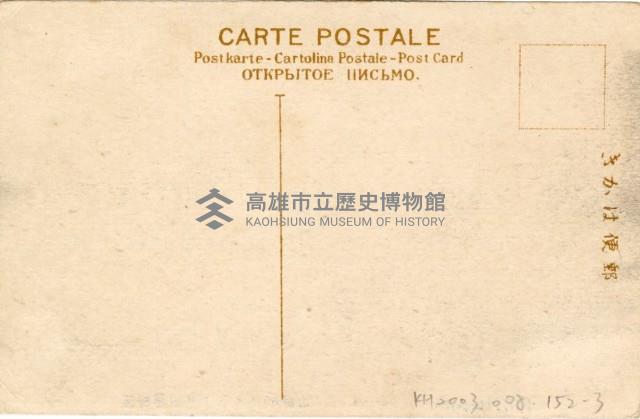 CARTE POSTALE
Postkarte - Cartolina Postale - Post Card
ОТКРЫТОЕ ПИСЬМО.
きかは便郵
高雄市立歷史博物館
KAOHSIUNG MUSEUM OF HISTORY
KH2003.008.152-3